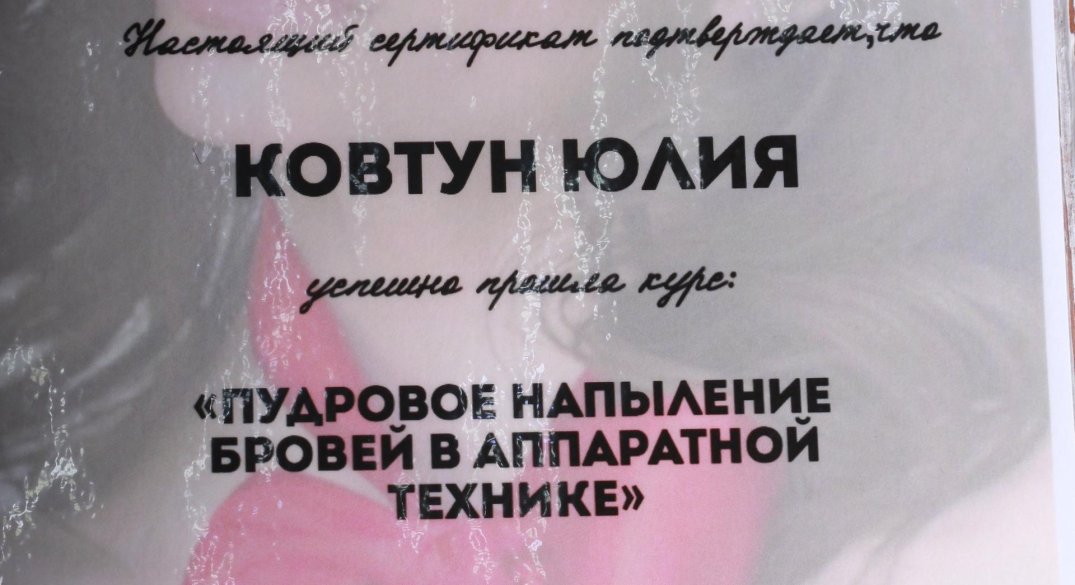 Настоящий сертификат подтверждает,что
КОВТУН ЮЛИЯ
успешно прошла курс:
«ПУДРОВОЕ НАПЫЛЕНИЕ
БРОВЕЙ В АППАРАТНОЙ
ТЕХНИКЕ»